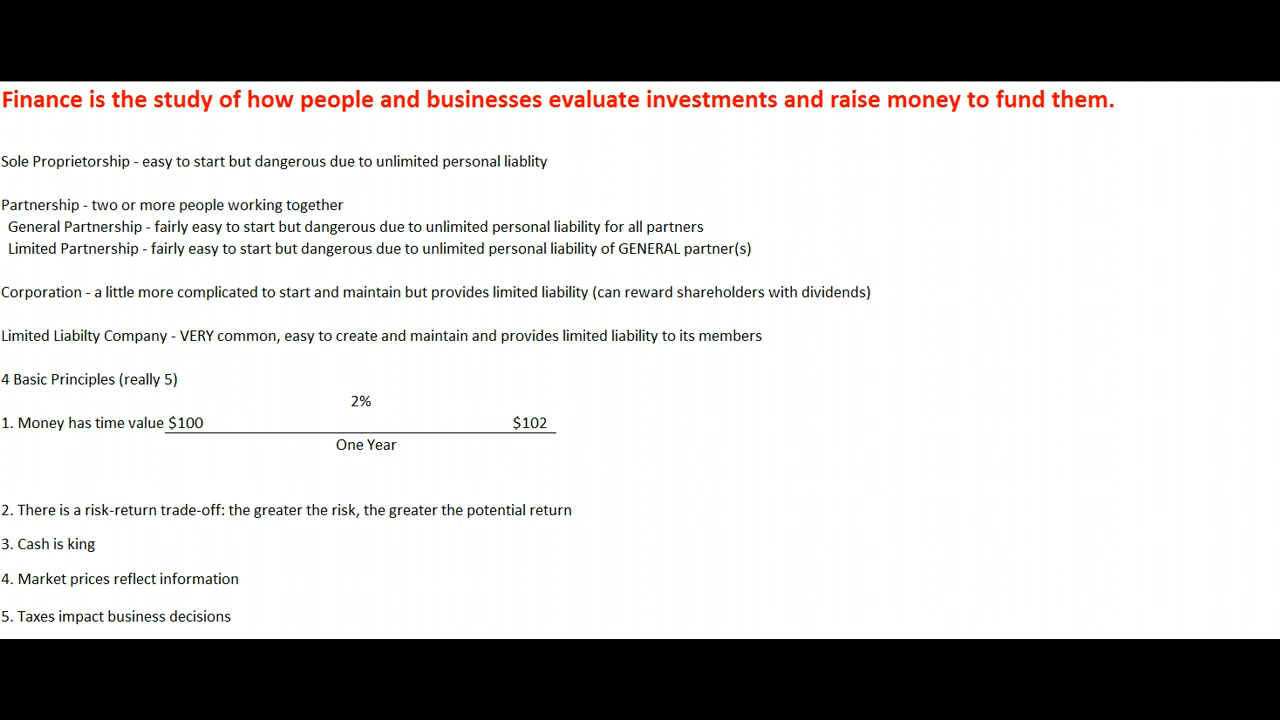 Finance is the study of how people and businesses evaluate investments and raise money to fund them.
Sole Proprietorship - easy to start but dangerous due to unlimited personal liablity
Partnership - two or more people working together
General Partnership - fairly easy to start but dangerous due to unlimited personal liability for all partners
Limited Partnership - fairly easy to start but dangerous due to unlimited personal liability of GENERAL partner(s)
Corporation - a little more complicated to start and maintain but provides limited liability (can reward shareholders with dividends)
Limited Liabilty Company - VERY common, easy to create and maintain and provides limited liability to its members
4 Basic Principles (really 5)
2%
1. Money has time value $100 $102
One Year
2. There is a risk-return trade-off: the greater the risk, the greater the potential return
3. Cash is king
4. Market prices reflect information
5. Taxes impact business decisions